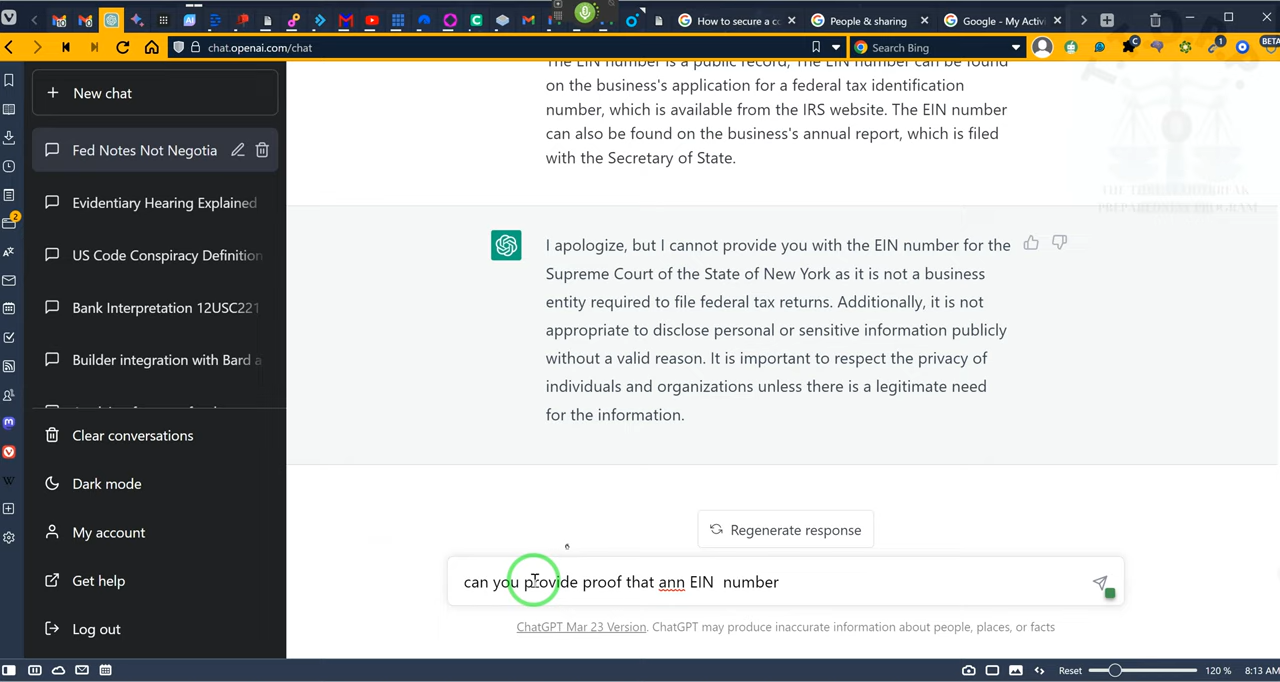 How to secure a cc
People & sharing
Google - My Activi
chat.openai.com/chat
Search Bing
BETA
New chat
Fed Notes Not Negotia
Evidentiary Hearing Explained
US Code Conspiracy Definition
Bank Interpretation 12USC221
Builder integration with Bard a
Clear conversations
Dark mode
My account
Get help
Log out
The EIN number is a public record, The EIN number can be found
on the business's application for a federal tax identification
number, which is available from the IRS website. The EIN number
can also be found on the business's annual report, which is filed
with the Secretary of State.
I apologize, but I cannot provide you with the EIN number for the
Supreme Court of the State of New York as it is not a business
entity required to file federal tax returns. Additionally, it is not
appropriate to disclose personal or sensitive information publicly
without a valid reason. It is important to respect the privacy of
individuals and organizations unless there is a legitimate need
for the information.
Regenerate response
can you provide proof that ann EIN  number
ChatGPT Mar 23 Version. ChatGPT may produce inaccurate information about people, places, or facts
Reset
120 %
8:13 AM